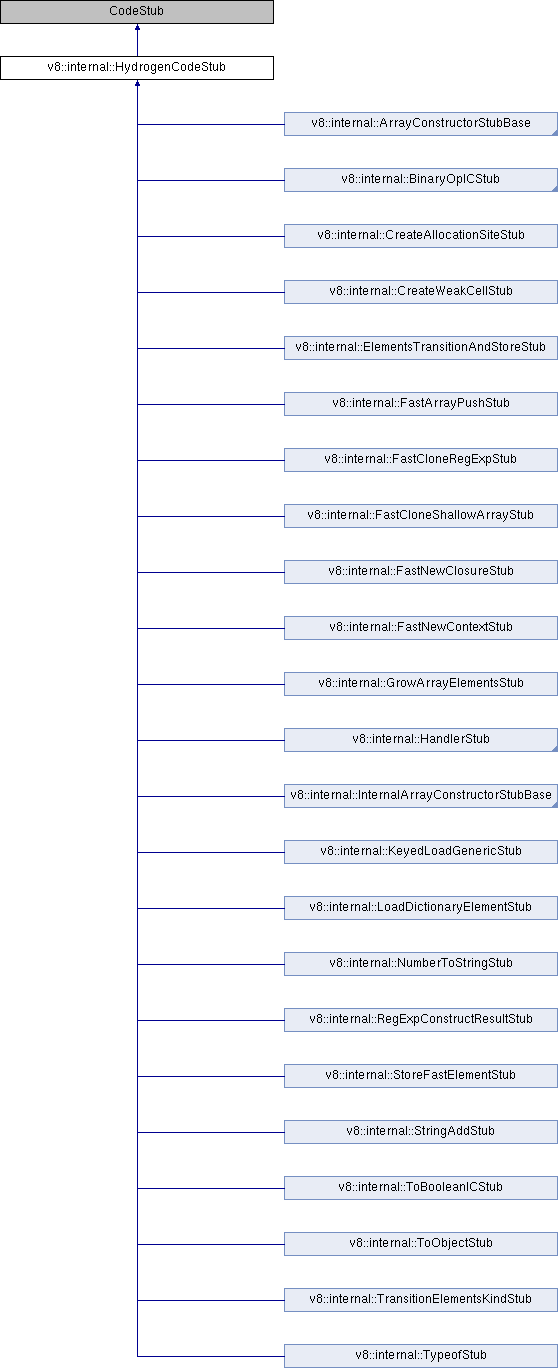 CodeStub
v8::internal::HydrogenCodeStub
v8::internal::ArrayConstructorStubBase
v8::internal::BinaryOpICStub
v8::internal::CreateAllocationSiteStub
v8::internal::CreateWeakCellStub
v8::internal::ElementsTransitionAndStoreStub
v8::internal::FastArrayPushStub
v8::internal::FastCloneRegExpStub
v8::internal::FastCloneShallowArrayStub
v8::internal::FastNewClosureStub
v8::internal::FastNewContextStub
v8::internal::GrowArrayElementsStub
v8::internal::HandlerStub
v8::internal::InternalArrayConstructorStubBase
v8::internal::KeyedLoadGenericStub
v8::internal::LoadDictionaryElementStub
v8::internal::NumberToStringStub
v8::internal::RegExpConstructResultStub
v8::internal::StoreFastElementStub
v8::internal::StringAddStub
v8::internal::ToBooleanICStub
v8::internal::ToObjectStub
v8::internal::TransitionElementsKindStub
v8::internal::TypeofStub